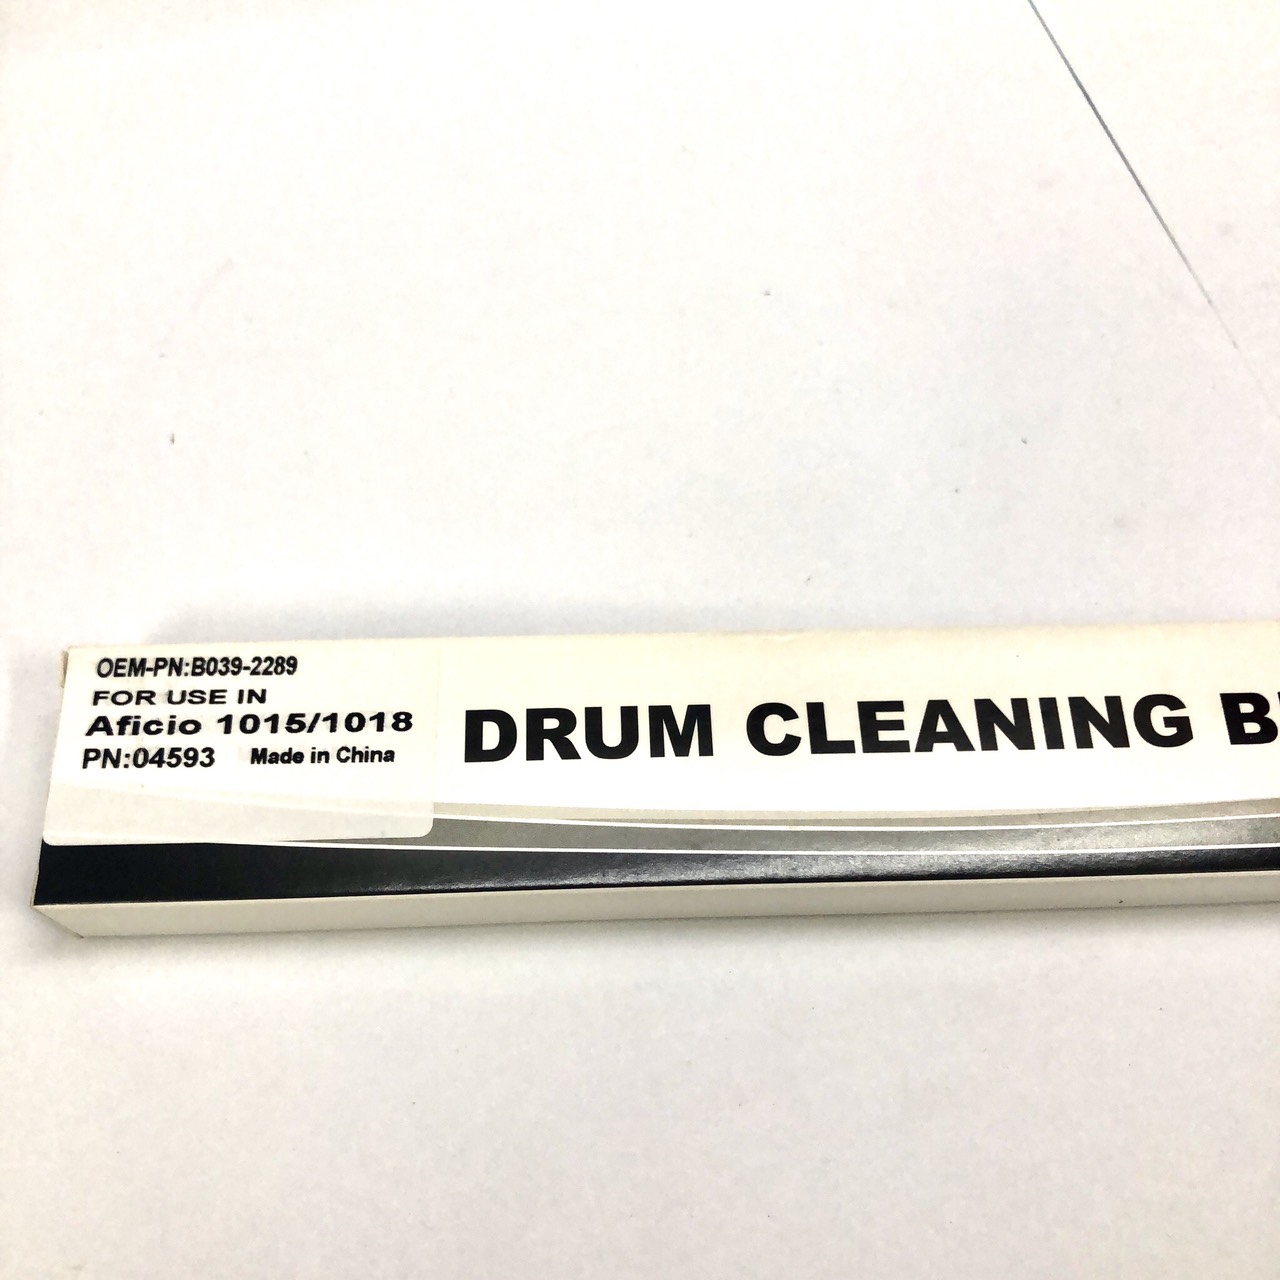 OEM-PN:B039-2289
FOR USE IN
Aficio 1015/1018
PN:04593 Made in China
DRUM CLEANING